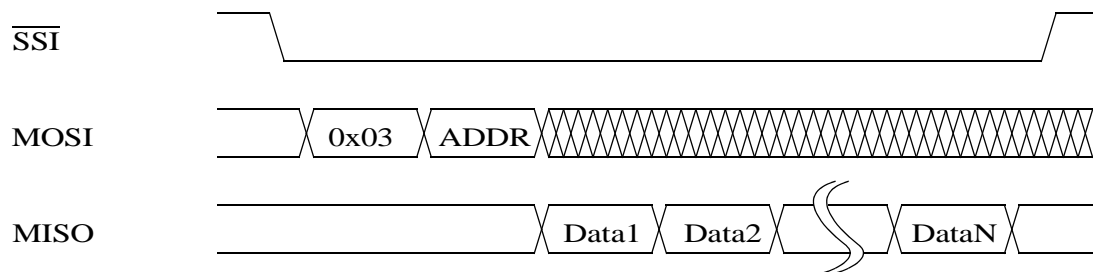 SSI
MOSI 0x03 ADDR
MISO Data1 Data2 DataN